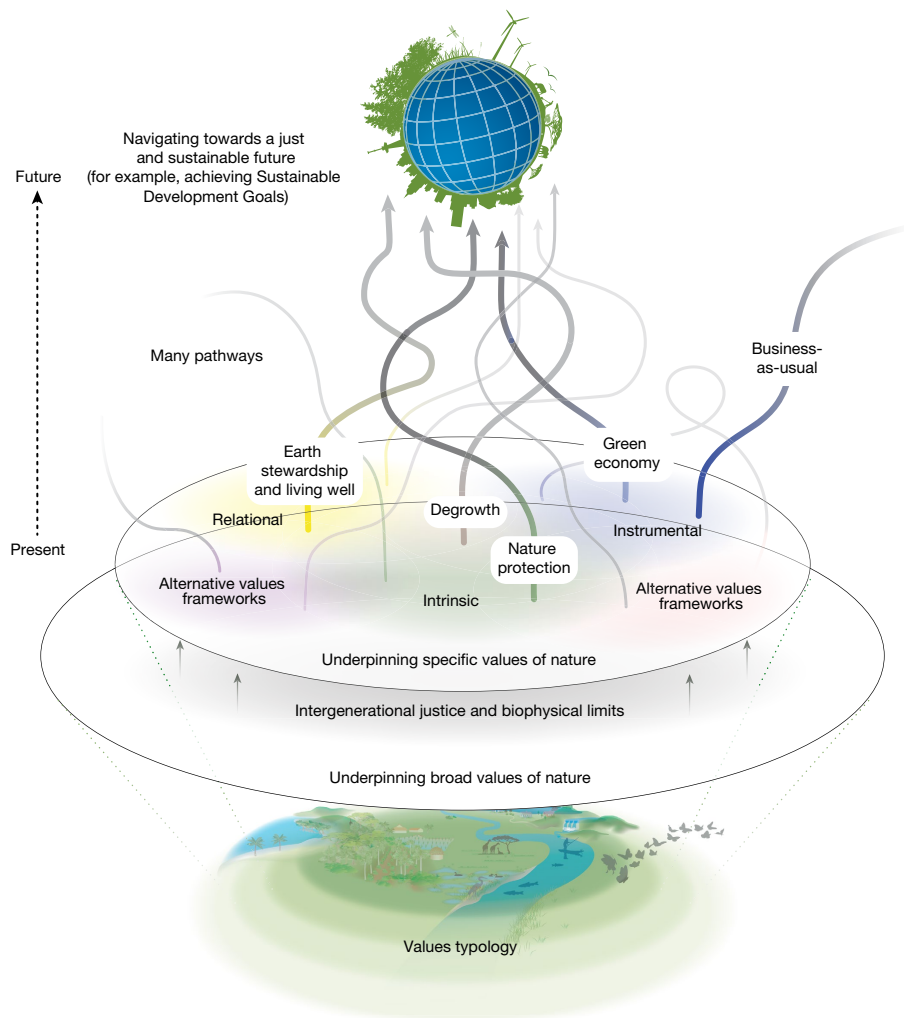 Navigating towards a just
and sustainable future
(for example, achieving Sustainable
Development Goals)
Future
Many pathways
Business-
as-usual
Earth
stewardship
and living well
Green
economy
Relational
Degrowth
Instrumental
Present
Nature
protection
Alternative values
frameworks
Intrinsic
Alternative values
frameworks
Underpinning specific values of nature
Intergenerational justice and biophysical limits
Underpinning broad values of nature
Values typology